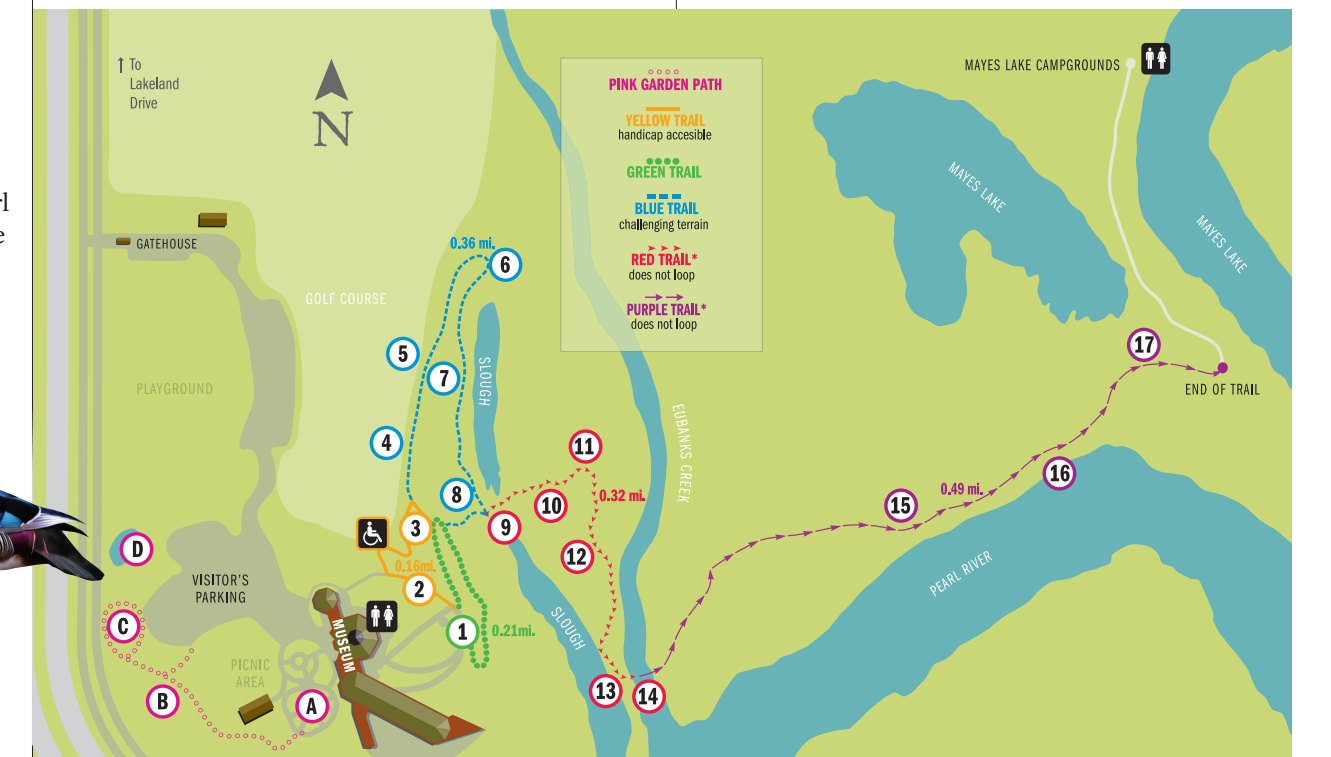 rl
e
↑ To
Lakeland
Drive
N
GATEHOUSE
GOLF COURSE
PLAYGROUND
PINK GARDEN PATH
YELLOW TRAIL
handicap accesible
GREEN TRAIL
BLUE TRAIL
challenging terrain
RED TRAIL*
does not loop
PURPLE TRAIL*
does not loop
MAYES LAKE CAMPGROUNDS
MAYES LAKE
MAYES LAKE
0.36 mi.
6
5
7
4
SLOUGH
8
3
9
10
11
0.32 mi.
12
EUBANKS CREEK
17
END OF TRAIL
16
0.49 mi.
15
PEARL RIVER
D
VISITOR'S
PARKING
0.16mi.
2
C
1
0.21mi.
MUSEUM
SLOUGH
PICNIC
AREA
B
A
13
14